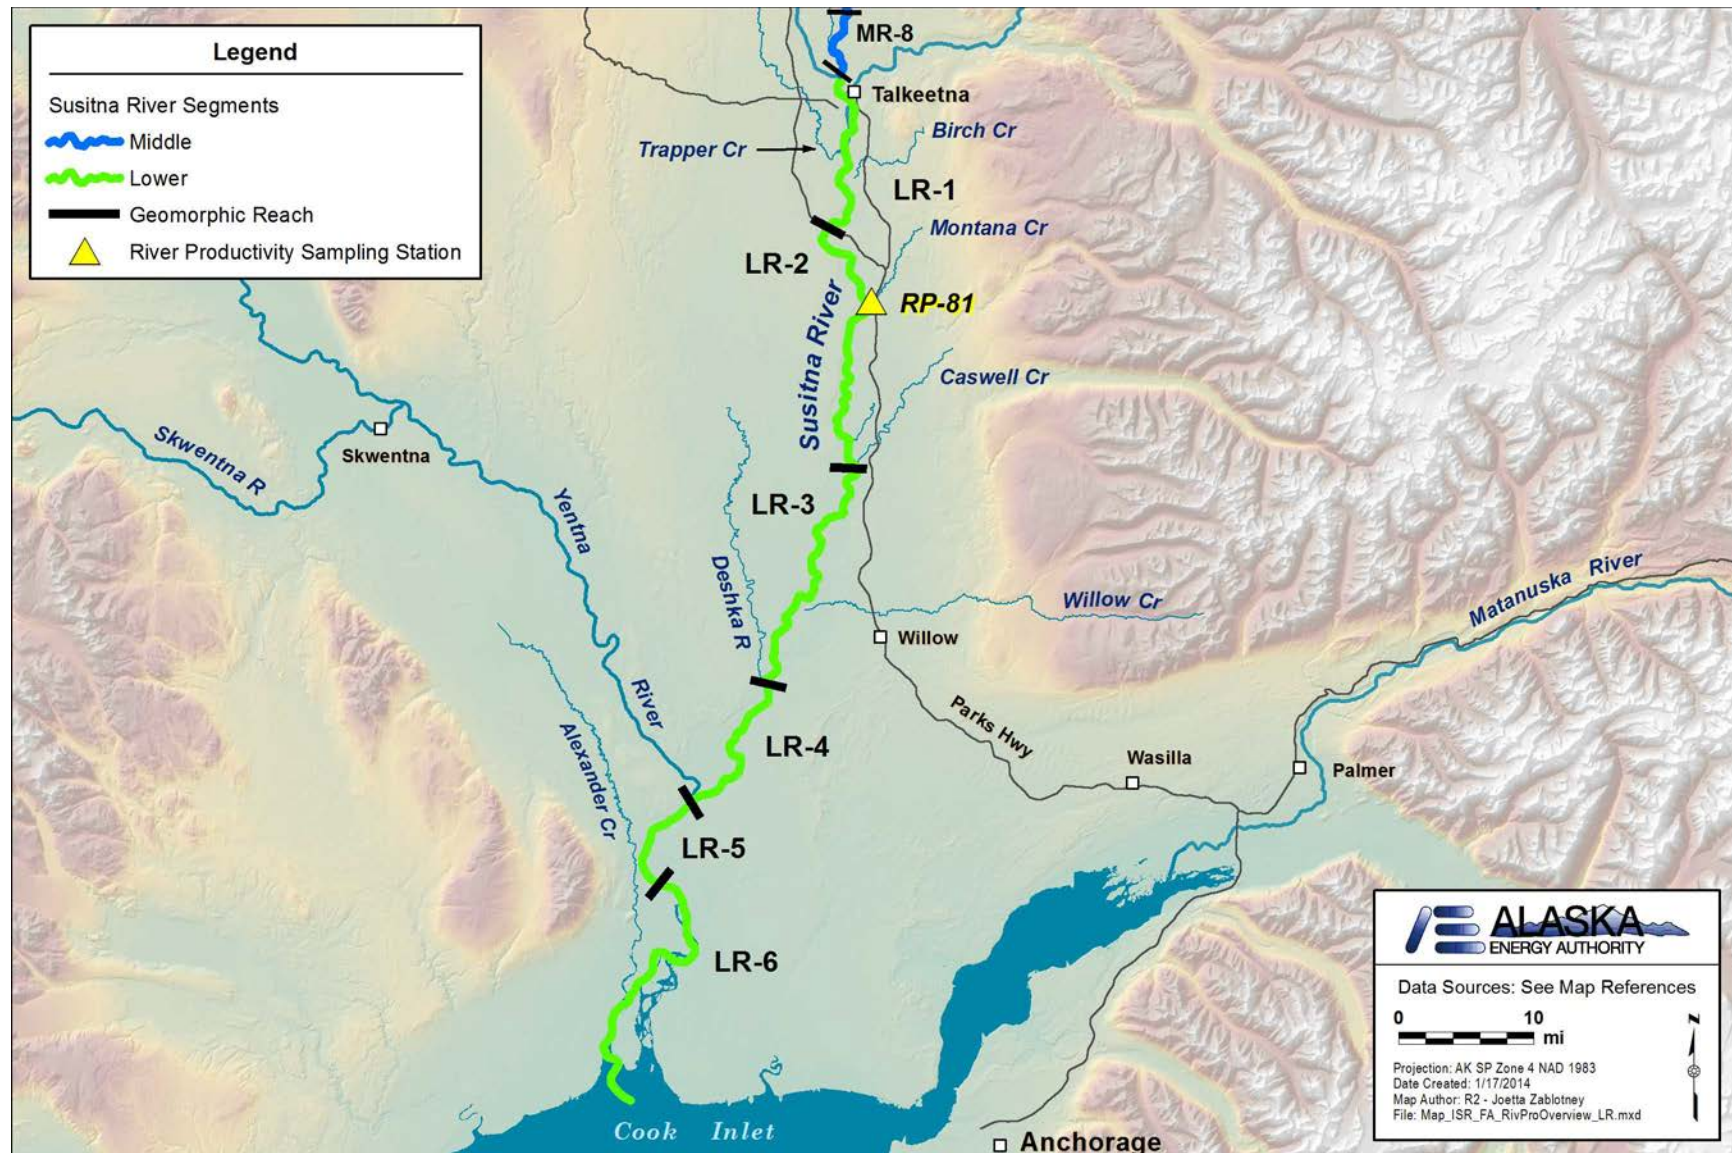 Legend
Susitna River Segments
Middle
Lower
Geomorphic Reach
River Productivity Sampling Station
MR-8
Talkeetna
Birch Cr
Trapper Cr
LR-1
Montana Cr
LR-2
RP-81
Susitna River
Caswell Cr
Skwentna R
Skwentna
Yentna
River
LR-3
Deshka R
Willow Cr
Matanuska River
Willow
Alexander Cr
LR-4
Parks Hwy
Wasilla
Palmer
LR-5
LR-6
Cook Inlet
Anchorage
ALASKA
ENERGY AUTHORITY
Data Sources: See Map References
0 10
mi
N
Projection: AK SP Zone 4 NAD 1983
Date Created: 1/17/2014
Map Author: R2 - Joetta Zablotney
File: Map_ISR_FA_RivProOverview_LR.mxd